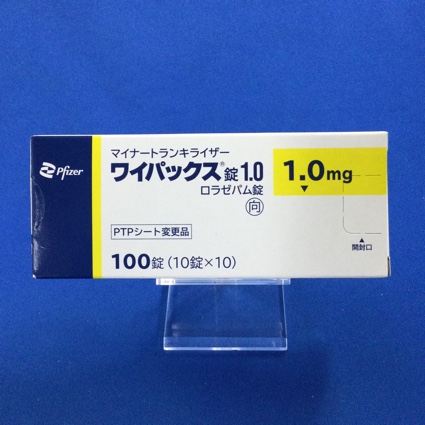 Pfizer
マイナートランキライザー
ワイパックス®錠1.0
ロラゼパム錠
向
1.0mg
▼
PTPシート変更品
100錠（10錠×10）
▲
開封口